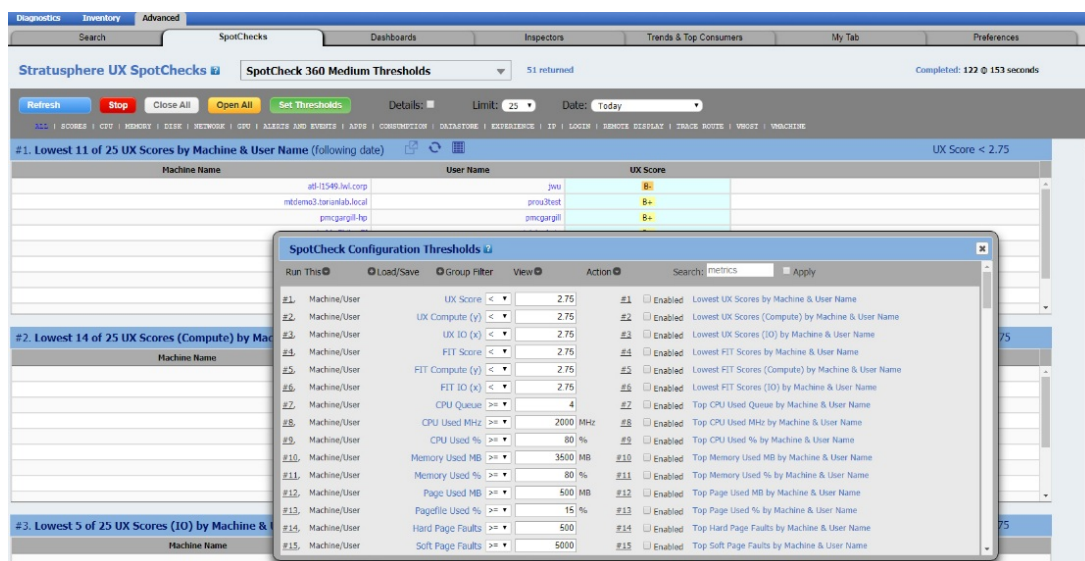 Diagnostics Inventory Advanced
Search SpotChecks Dashboards Inspectors Trends & Top Consumers My Tab Preferences
Stratusphere UX SpotChecks ? SpotCheck 360 Medium Thresholds 51 returned Completed: 122 @ 153 seconds
Refresh Stop Close All Open All Set Thresholds Details: Limit: 25 Date: Today
ALL | SCORES | CPU | MEMORY | DISK | NETWORK | GPU | ALERTS AND EVENTS | APPS | CONSUMPTION | DATASTORE | EXPERIENCE | IP | LOGIN | REMOTE DISPLAY | TRACE ROUTE | VHOST | VMACHINE
#1. Lowest 11 of 25 UX Scores by Machine & User Name (following date) UX Score < 2.75
Machine Name User Name UX Score
atl-l1549.lwl.corp jwu B-
mtdemo3.torianlab.local prou3test B+
pmcgargill-hp pmcgargill B+
SpotCheck Configuration Thresholds ?
Run This Load/Save Group Filter View Action Search: metrics Apply
#1, Machine/User UX Score < 2.75 #1 Enabled Lowest UX Scores by Machine & User Name
#2, Machine/User UX Compute (y) < 2.75 #2 Enabled Lowest UX Scores (Compute) by Machine & User Name
#3, Machine/User UX IO (x) < 2.75 #3 Enabled Lowest UX Scores (IO) by Machine & User Name
#4, Machine/User FIT Score < 2.75 #4 Enabled Lowest FIT Scores by Machine & User Name
#5, Machine/User FIT Compute (y) < 2.75 #5 Enabled Lowest FIT Scores (Compute) by Machine & User Name
#6, Machine/User FIT IO (x) < 2.75 #6 Enabled Lowest FIT Scores (IO) by Machine & User Name
#7, Machine/User CPU Queue >= 4 #7 Enabled Top CPU Used Queue by Machine & User Name
#8, Machine/User CPU Used MHz >= 2000 MHz #8 Enabled Top CPU Used MHz by Machine & User Name
#9, Machine/User CPU Used % >= 80 % #9 Enabled Top CPU Used % by Machine & User Name
#10, Machine/User Memory Used MB >= 3500 MB #10 Enabled Top Memory Used MB by Machine & User Name
#11, Machine/User Memory Used % >= 80 % #11 Enabled Top Memory Used % by Machine & User Name
#12, Machine/User Page Used MB >= 500 MB #12 Enabled Top Page Used MB by Machine & User Name
#13, Machine/User Pagefile Used % >= 15 % #13 Enabled Top Page Used % by Machine & User Name
#14, Machine/User Hard Page Faults >= 500 #14 Enabled Top Hard Page Faults by Machine & User Name
#15, Machine/User Soft Page Faults >= 5000 #15 Enabled Top Soft Page Faults by Machine & User Name
#2. Lowest 14 of 25 UX Scores (Compute) by Mac 75
Machine Name
#3. Lowest 5 of 25 UX Scores (IO) by Machine & 75
Machine Name